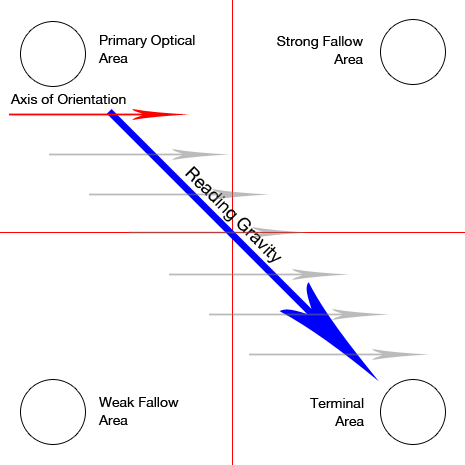 Primary Optical
Area
Strong Fallow
Area
Axis of Orientation
Reading Gravity
Weak Fallow
Area
Terminal
Area